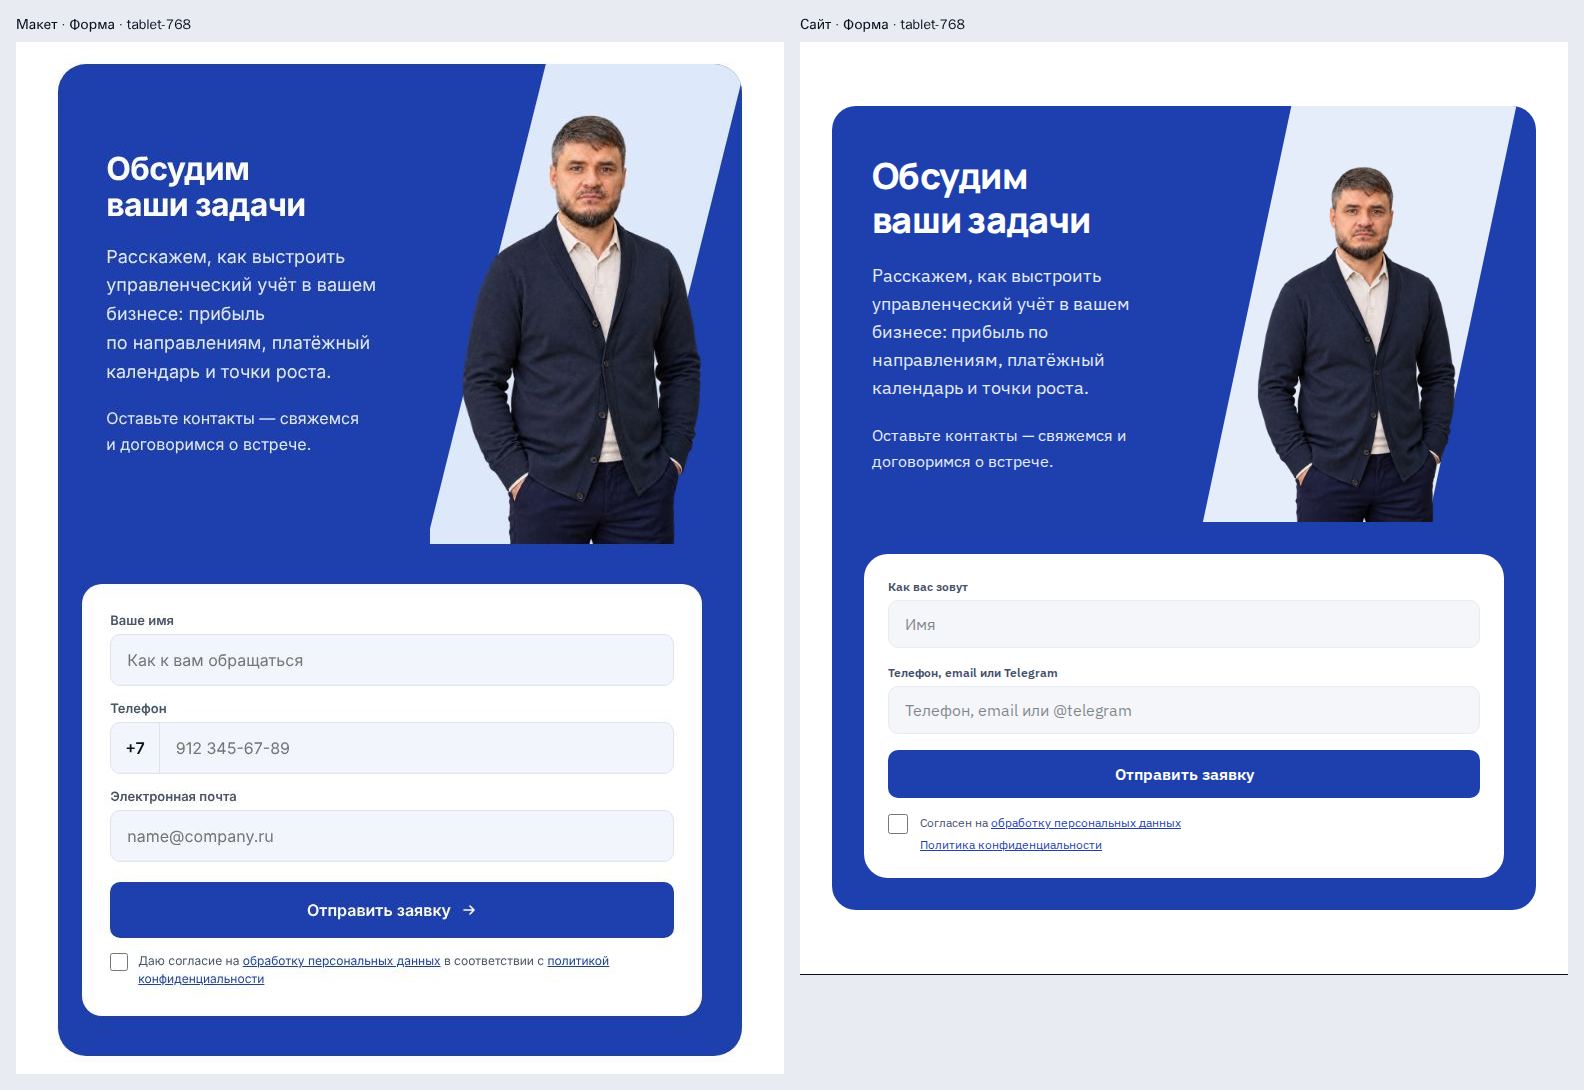 Макет · Форма · tablet-768
Обсудим
ваши задачи
Расскажем, как выстроить
управленческий учёт в вашем
бизнесе: прибыль
по направлениям, платёжный
календарь и точки роста.
Оставьте контакты — свяжемся
и договоримся о встрече.
Ваше имя
Как к вам обращаться
Телефон
+7 912 345-67-89
Электронная почта
name@company.ru
Отправить заявку →
Даю согласие на обработку персональных данных в соответствии с политикой
конфиденциальности
Сайт · Форма · tablet-768
Обсудим
ваши задачи
Расскажем, как выстроить
управленческий учёт в вашем
бизнесе: прибыль по
направлениям, платёжный
календарь и точки роста.
Оставьте контакты — свяжемся и
договоримся о встрече.
Как вас зовут
Имя
Телефон, email или Telegram
Телефон, email или @telegram
Отправить заявку
Согласен на обработку персональных данных
Политика конфиденциальности